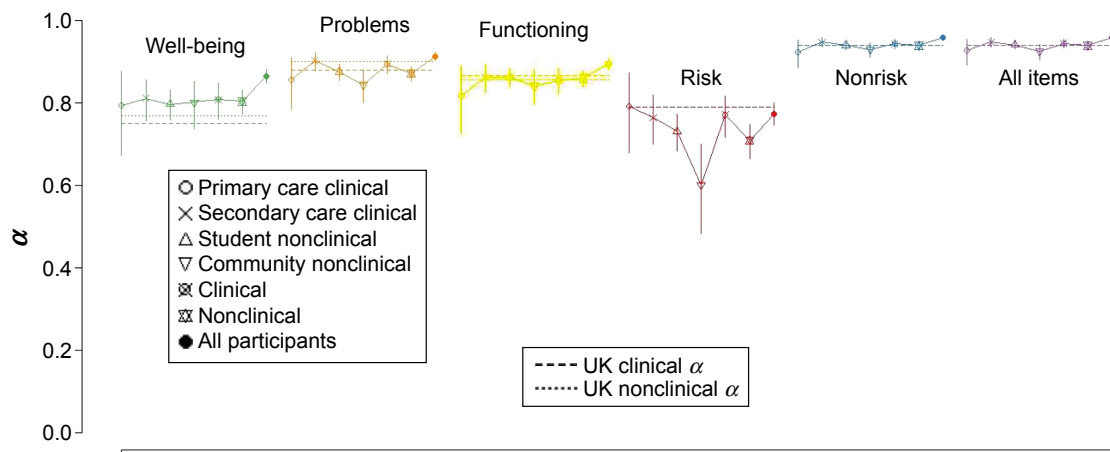 1.0
0.8
0.6
0.4
0.2
0.0
α
Well-being
Problems
Functioning
Risk
Nonrisk
All items
Primary care clinical
Secondary care clinical
Student nonclinical
Community nonclinical
Clinical
Nonclinical
All participants
UK clinical α
UK nonclinical α